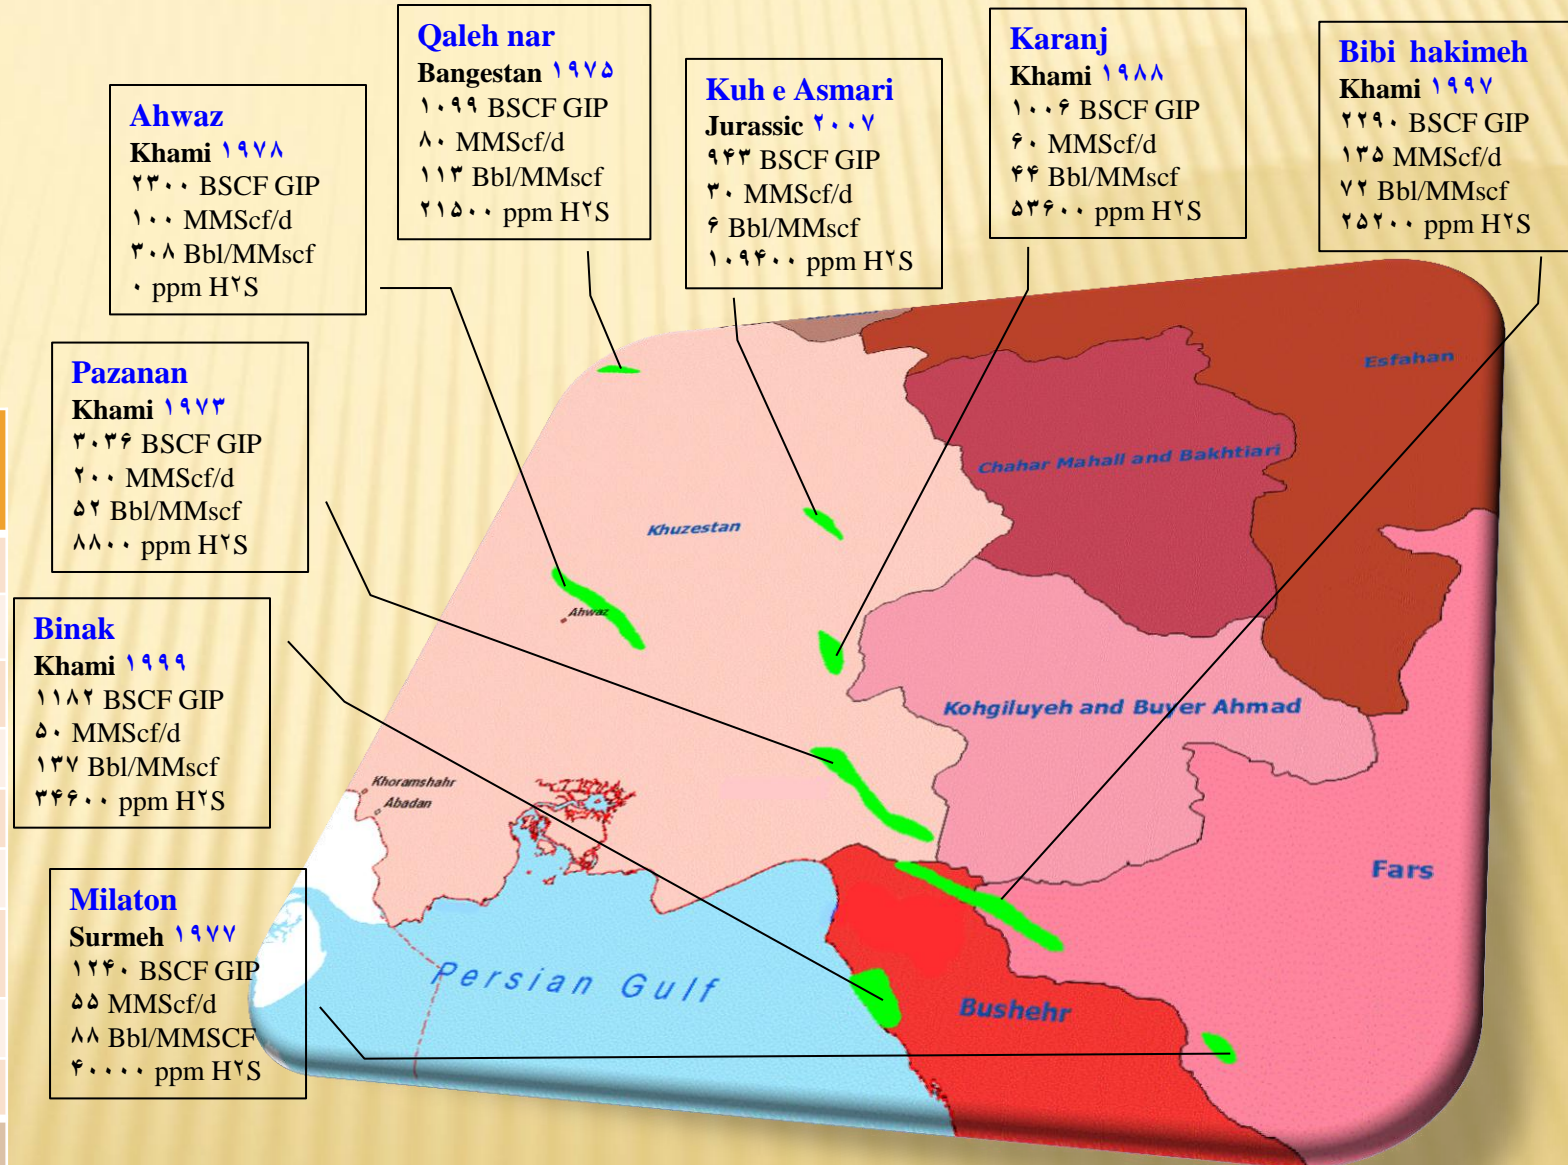 Qaleh nar
Bangestan ۱۹۷۵
۱۰۹۹ BSCF GIP
۸۰ MMScf/d
۱۱۳ Bbl/MMscf
۲۱۵۰۰ ppm H۲S
Karanj
Khami ۱۹۸۸
۱۰۰۶ BSCF GIP
۶۰ MMScf/d
۴۴ Bbl/MMscf
۵۳۶۰۰ ppm H۲S
Bibi hakimeh
Khami ۱۹۹۷
۲۲۹۰ BSCF GIP
۱۳۵ MMScf/d
۷۲ Bbl/MMscf
۲۵۲۰۰ ppm H۲S
Kuh e Asmari
Jurassic ۲۰۰۷
۹۴۳ BSCF GIP
۳۰ MMScf/d
۶ Bbl/MMscf
۱۰۹۴۰۰ ppm H۲S
Ahwaz
Khami ۱۹۷۸
۲۳۰۰ BSCF GIP
۱۰۰ MMScf/d
۳۰۸ Bbl/MMscf
۰ ppm H۲S
Pazanan
Khami ۱۹۷۳
۳۰۳۶ BSCF GIP
۲۰۰ MMScf/d
۵۲ Bbl/MMscf
۸۸۰۰ ppm H۲S
Binak
Khami ۱۹۹۹
۱۱۸۲ BSCF GIP
۵۰ MMScf/d
۱۳۷ Bbl/MMscf
۳۴۶۰۰ ppm H۲S
Milaton
Surmeh ۱۹۷۷
۱۲۴۰ BSCF GIP
۵۵ MMScf/d
۸۸ Bbl/MMSCF
۴۰۰۰۰ ppm H۲S
Esfahan
Chahar Mahall and Bakhtiari
Khuzestan
Ahwaz
Kohgiluyeh and Buyer Ahmad
Khoramshahr
Abadan
Fars
Persian Gulf
Bushehr